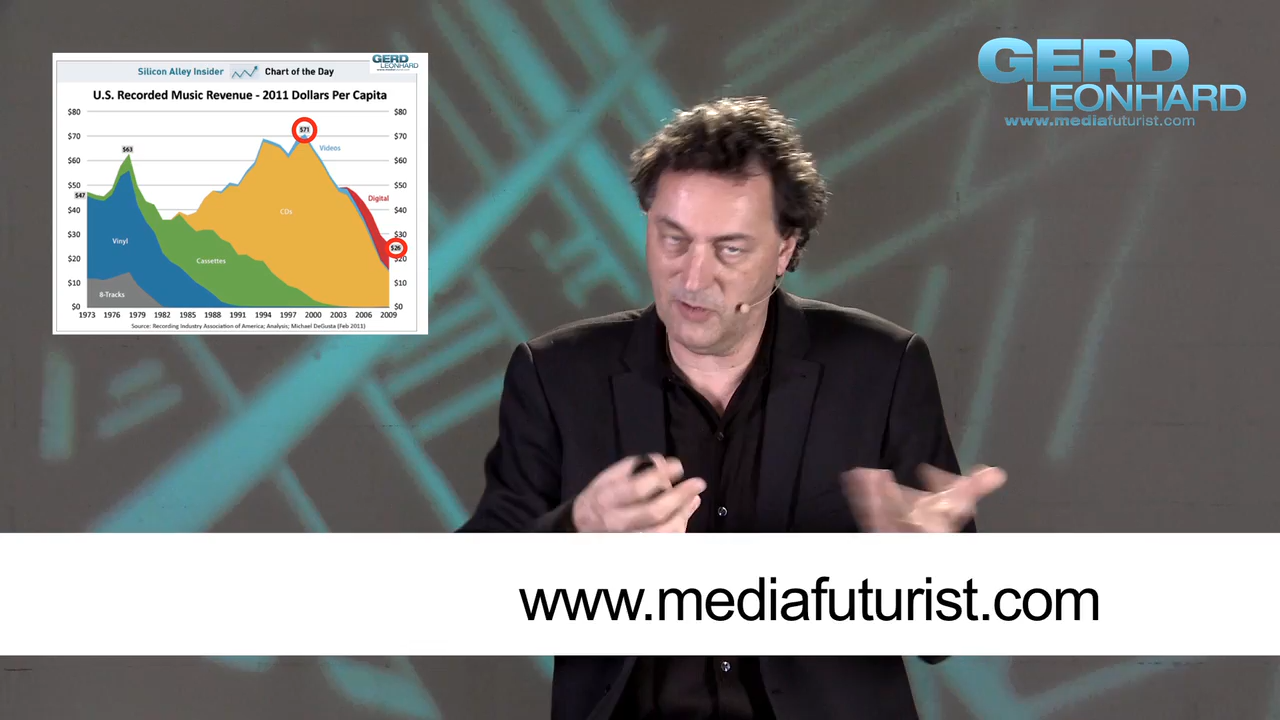 GERD
LEONHARD
www.mediafuturist.com
GERD
LEONHARD
Silicon Alley Insider Chart of the Day
U.S. Recorded Music Revenue - 2011 Dollars Per Capita
$80 $80
$71
$70 $70
Videos
$63
$60 $60
$50 $50
$47
Digital
$40 $40
CDs
$30 $30
Vinyl
$26
Cassettes
$20 $20
$10 $10
8-Tracks
$0 $0
1973 1976 1979 1982 1985 1988 1991 1994 1997 2000 2003 2006 2009
Source: Recording Industry Association of America; Analysis; Michael DeGusta (Feb 2011)
www.mediafuturist.com